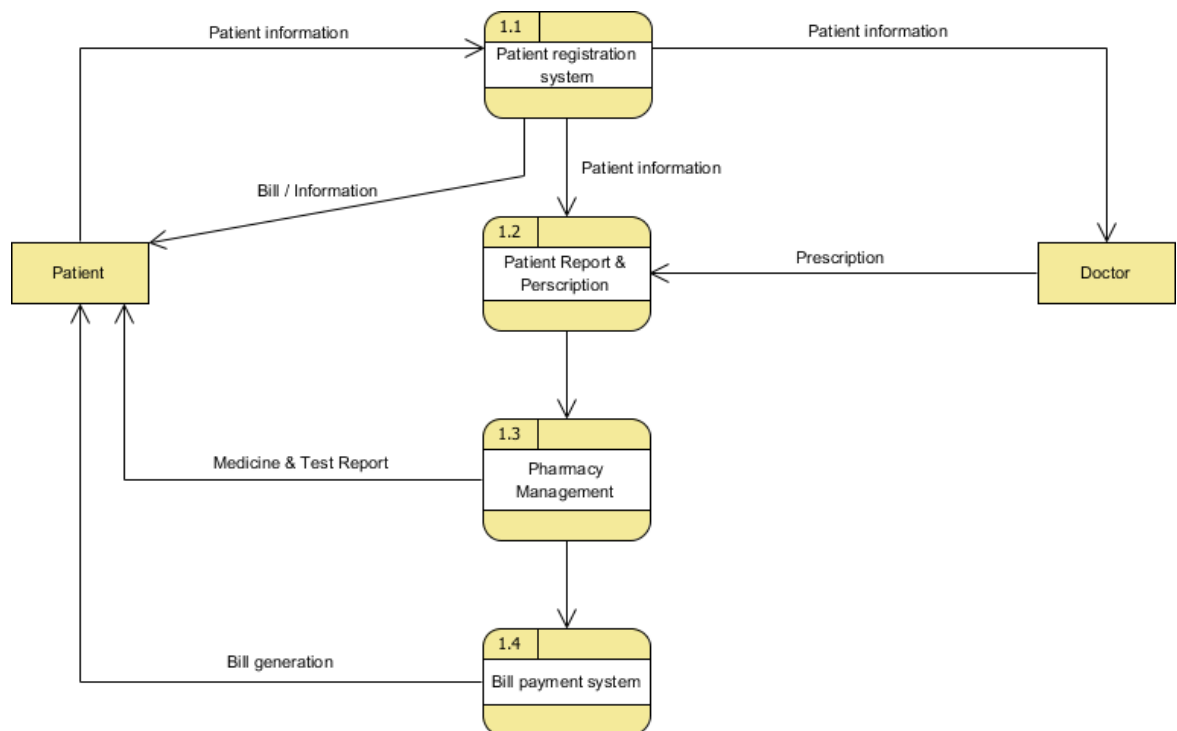 Patient information
1.1
Patient registration
system
Patient information
Bill / Information
Patient information
1.2
Patient Report &
Perscription
Patient
Prescription
Doctor
1.3
Pharmacy
Management
Medicine & Test Report
1.4
Bill payment system
Bill generation